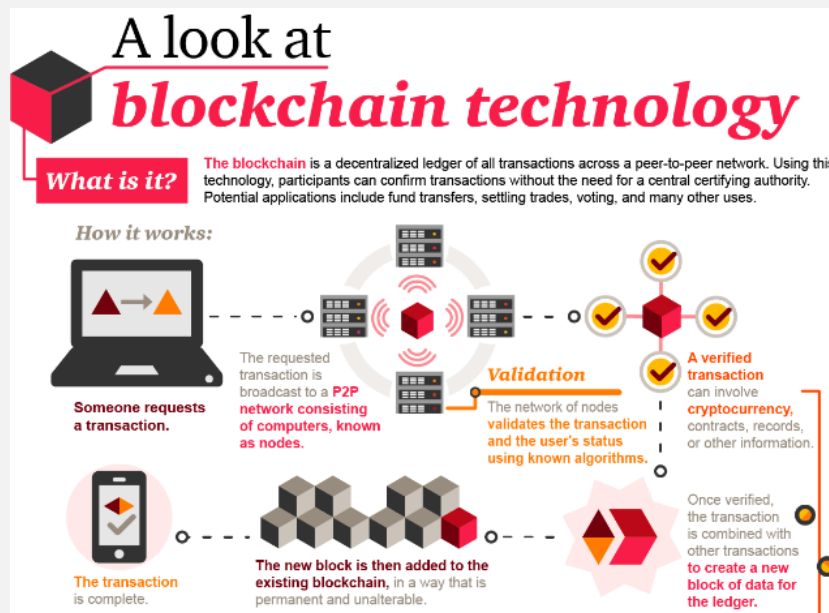 A look at
blockchain technology
What is it?
The blockchain is a decentralized ledger of all transactions across a peer-to-peer network. Using this
technology, participants can confirm transactions without the need for a central certifying authority.
Potential applications include fund transfers, settling trades, voting, and many other uses.
How it works:
Someone requests
a transaction.
The requested
transaction is
broadcast to a P2P
network consisting
of computers, known
as nodes.
Validation
The network of nodes
validates the transaction
and the user's status
using known algorithms.
A verified
transaction
can involve
cryptocurrency,
contracts, records,
or other information.
Once verified,
the transaction
is combined with
other transactions
to create a new
block of data for
the ledger.
The new block is then added to the
existing blockchain, in a way that is
permanent and unalterable.
The transaction
is complete.